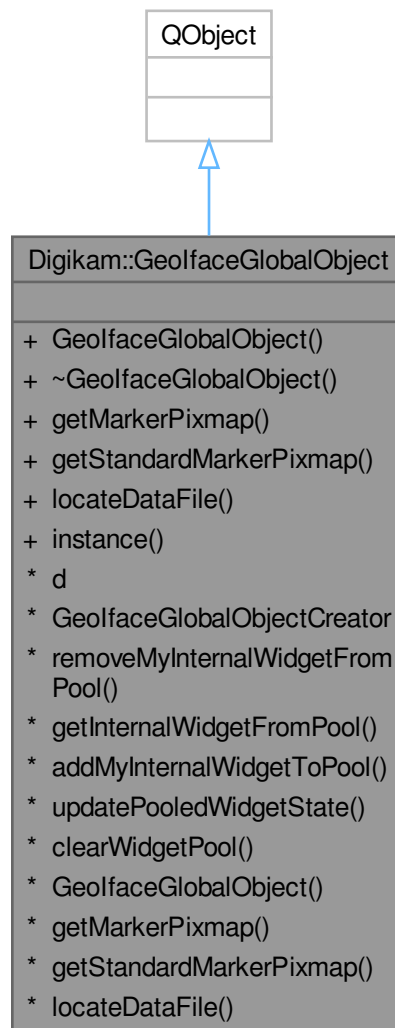 QObject
Digikam::GeoIfaceGlobalObject
+ GeoIfaceGlobalObject()
+ ~GeoIfaceGlobalObject()
+ getMarkerPixmap()
+ getStandardMarkerPixmap()
+ locateDataFile()
+ instance()
* d
* GeoIfaceGlobalObjectCreator
* removeMyInternalWidgetFrom
Pool()
* getInternalWidgetFromPool()
* addMyInternalWidgetToPool()
* updatePooledWidgetState()
* clearWidgetPool()
* GeoIfaceGlobalObject()
* getMarkerPixmap()
* getStandardMarkerPixmap()
* locateDataFile()